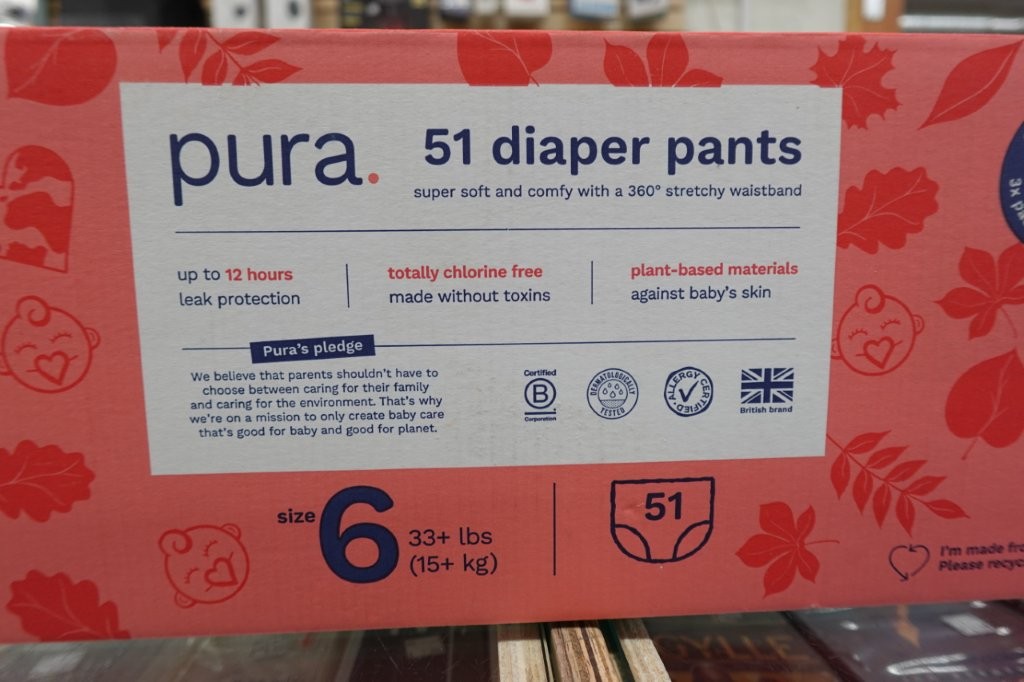 pura.
51 diaper pants
super soft and comfy with a 360° stretchy waistband
up to 12 hours
leak protection
totally chlorine free
made without toxins
plant-based materials
against baby's skin
Pura's pledge
We believe that parents shouldn't have to
choose between caring for their family
and caring for the environment. That's why
we're on a mission to only create baby care
that's good for baby and good for planet.
Certified
B
Corporation
DERMATOLOGICALLY
TESTED
ALLERGY CERTIFIED
British brand
size 6
33+ lbs
(15+ kg)
51
3x
I'm made
Please